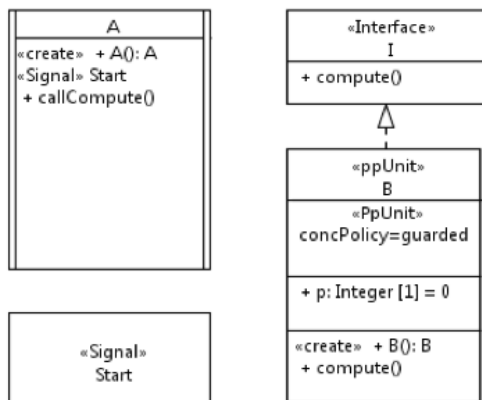 A
«create» + A(): A
«Signal» Start
+ callCompute()
«Signal»
Start
«Interface»
I
+ compute()
«ppUnit»
B
«PpUnit»
concPolicy=guarded
+ p: Integer [1] = 0
«create» + B(): B
+ compute()